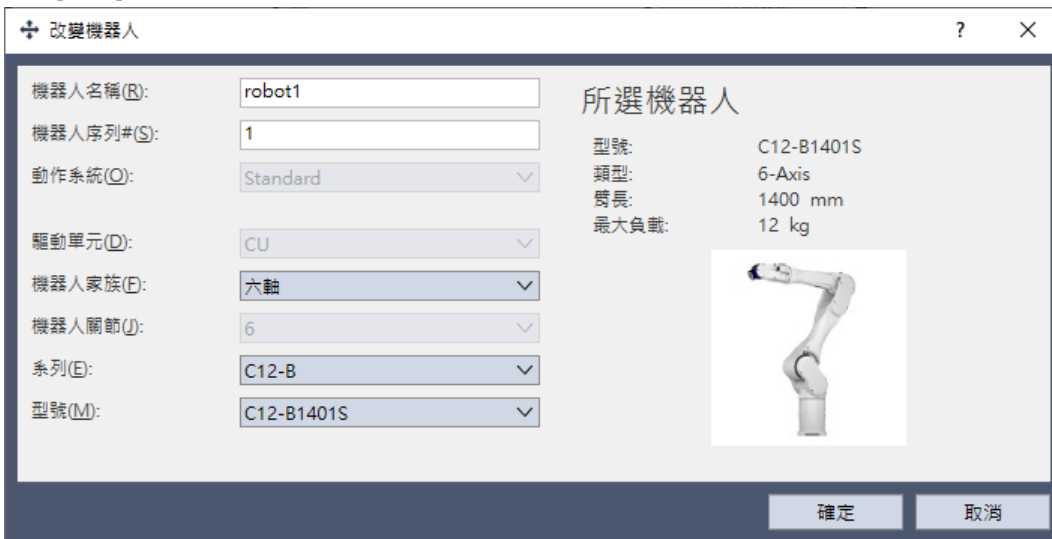 改變機器人
?
機器人名稱(R):
robot1
機器人序列#(S):
1
動作系統(O):
Standard
驅動單元(D):
CU
機器人家族(F):
六軸
機器人關節(J):
6
系列(E):
C12-B
型號(M):
C12-B1401S
所選機器人
型號: C12-B1401S
類型: 6-Axis
臂長: 1400 mm
最大負載: 12 kg
確定
取消